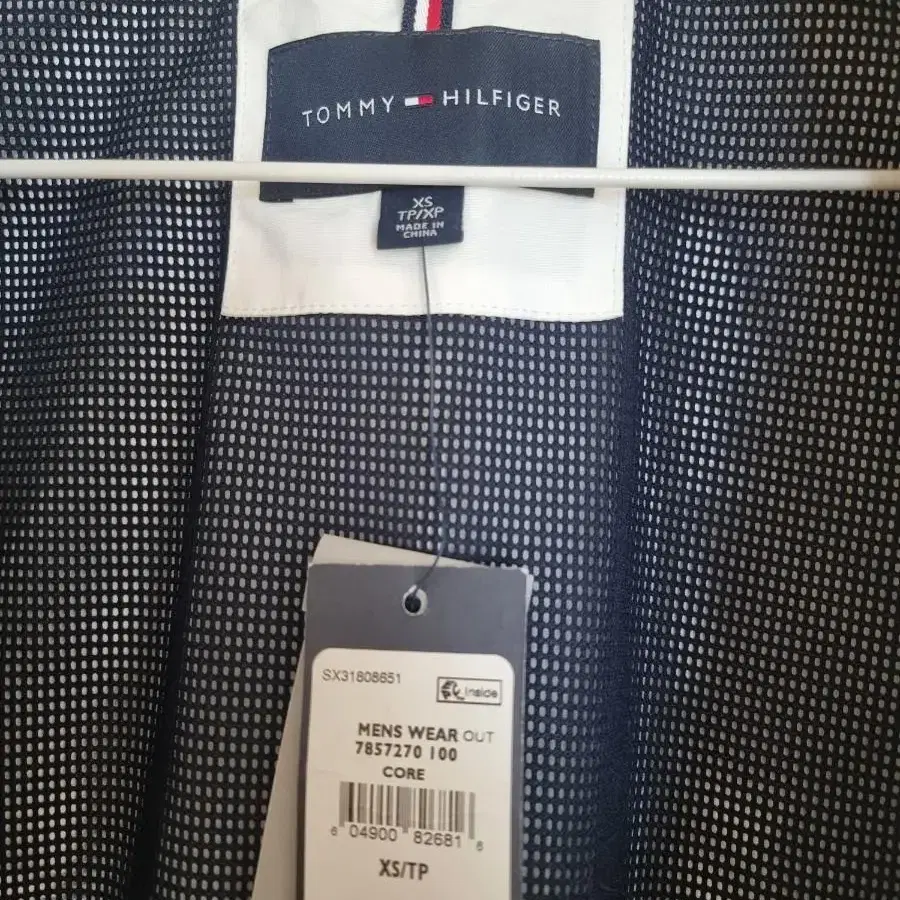 TOMMY HILFIGER
XS
TP/XP
MADE IN
CHINA
SX31808651
Inside
MENS WEAR OUT
7857270 100
CORE
6 04900 82681 6
XS/TP